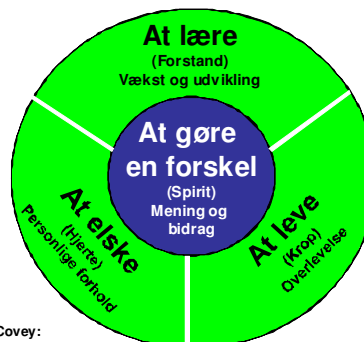 At lære
(Forstand)
Vækst og udvikling
At gøre
en forskel
(Spirit)
Mening og
bidrag
At elske
(Hjerte)
Personlige forhold
At leve
(Krop)
Overlevelse
Covey: